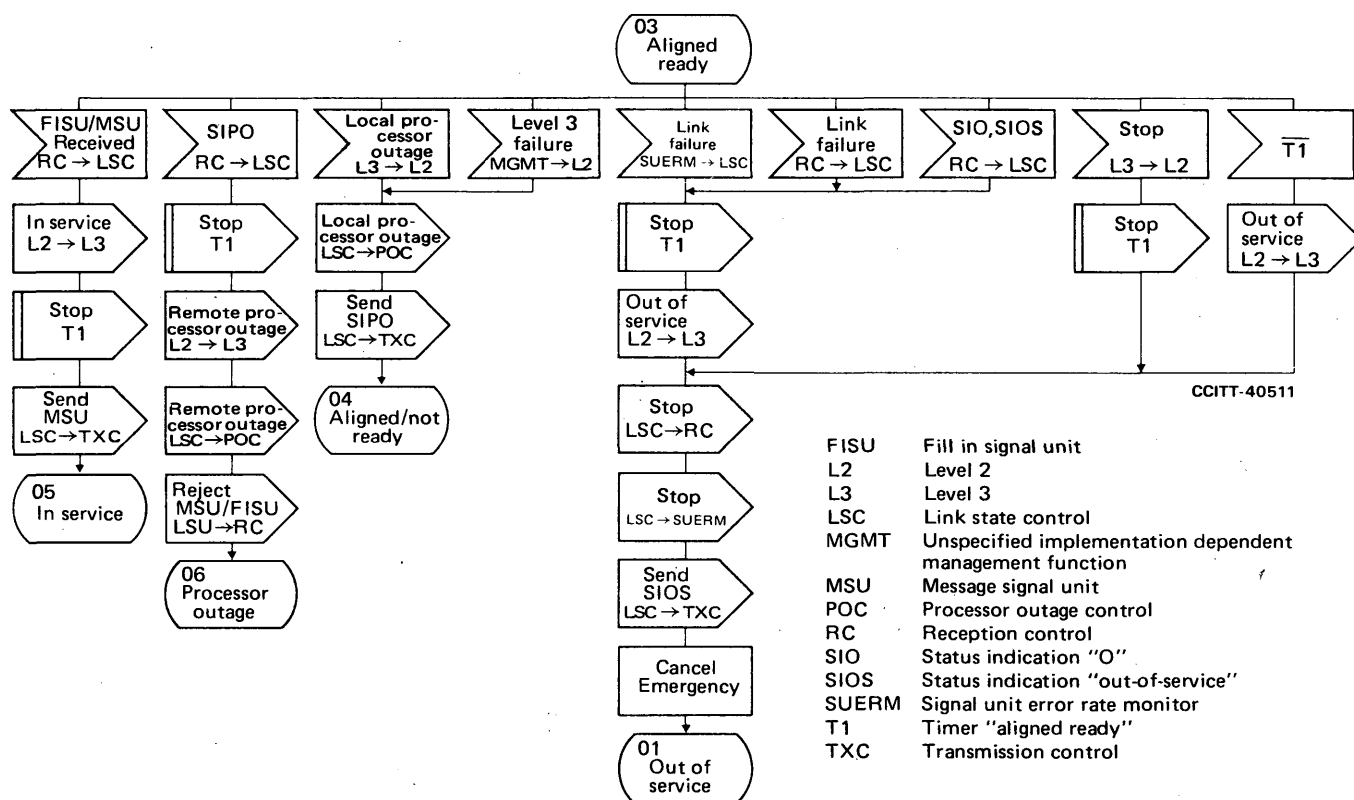 03
Aligned
ready
FISU/MSU
Received
RC → LSC
SIPO
RC → LSC
Local pro-
cessor
outage
L3 → L2
Level 3
failure
MGMT → L2
Link
failure
SUERM → LSC
Link
failure
RC → LSC
SIO,SIOS
RC → LSC
Stop
L3 → L2
T1
In service
L2 → L3
Stop
T1
Local pro-
cessor outage
LSC → POC
Stop
T1
Stop
T1
Out of
service
L2 → L3
Stop
T1
Remote pro-
cessor outage
L2 → L3
Send
SIPO
LSC → TXC
Out of
service
L2 → L3
Send
MSU
LSC → TXC
Remote pro-
cessor outage
LSC → POC
04
Aligned/not
ready
Stop
LSC → RC
CCITT-40511
05
In service
Reject
MSU/FISU
LSU → RC
Stop
LSC → SUERM
06
Processor
outage
Send
SIOS
LSC → TXC
Cancel
Emergency
01
Out of
service
FISU Fill in signal unit
L2 Level 2
L3 Level 3
LSC Link state control
MGMT Unspecified implementation dependent
management function
MSU Message signal unit
POC Processor outage control
RC Reception control
SIO Status indication "O"
SIOS Status indication "out-of-service"
SUERM Signal unit error rate monitor
T1 Timer "aligned ready"
TXC Transmission control